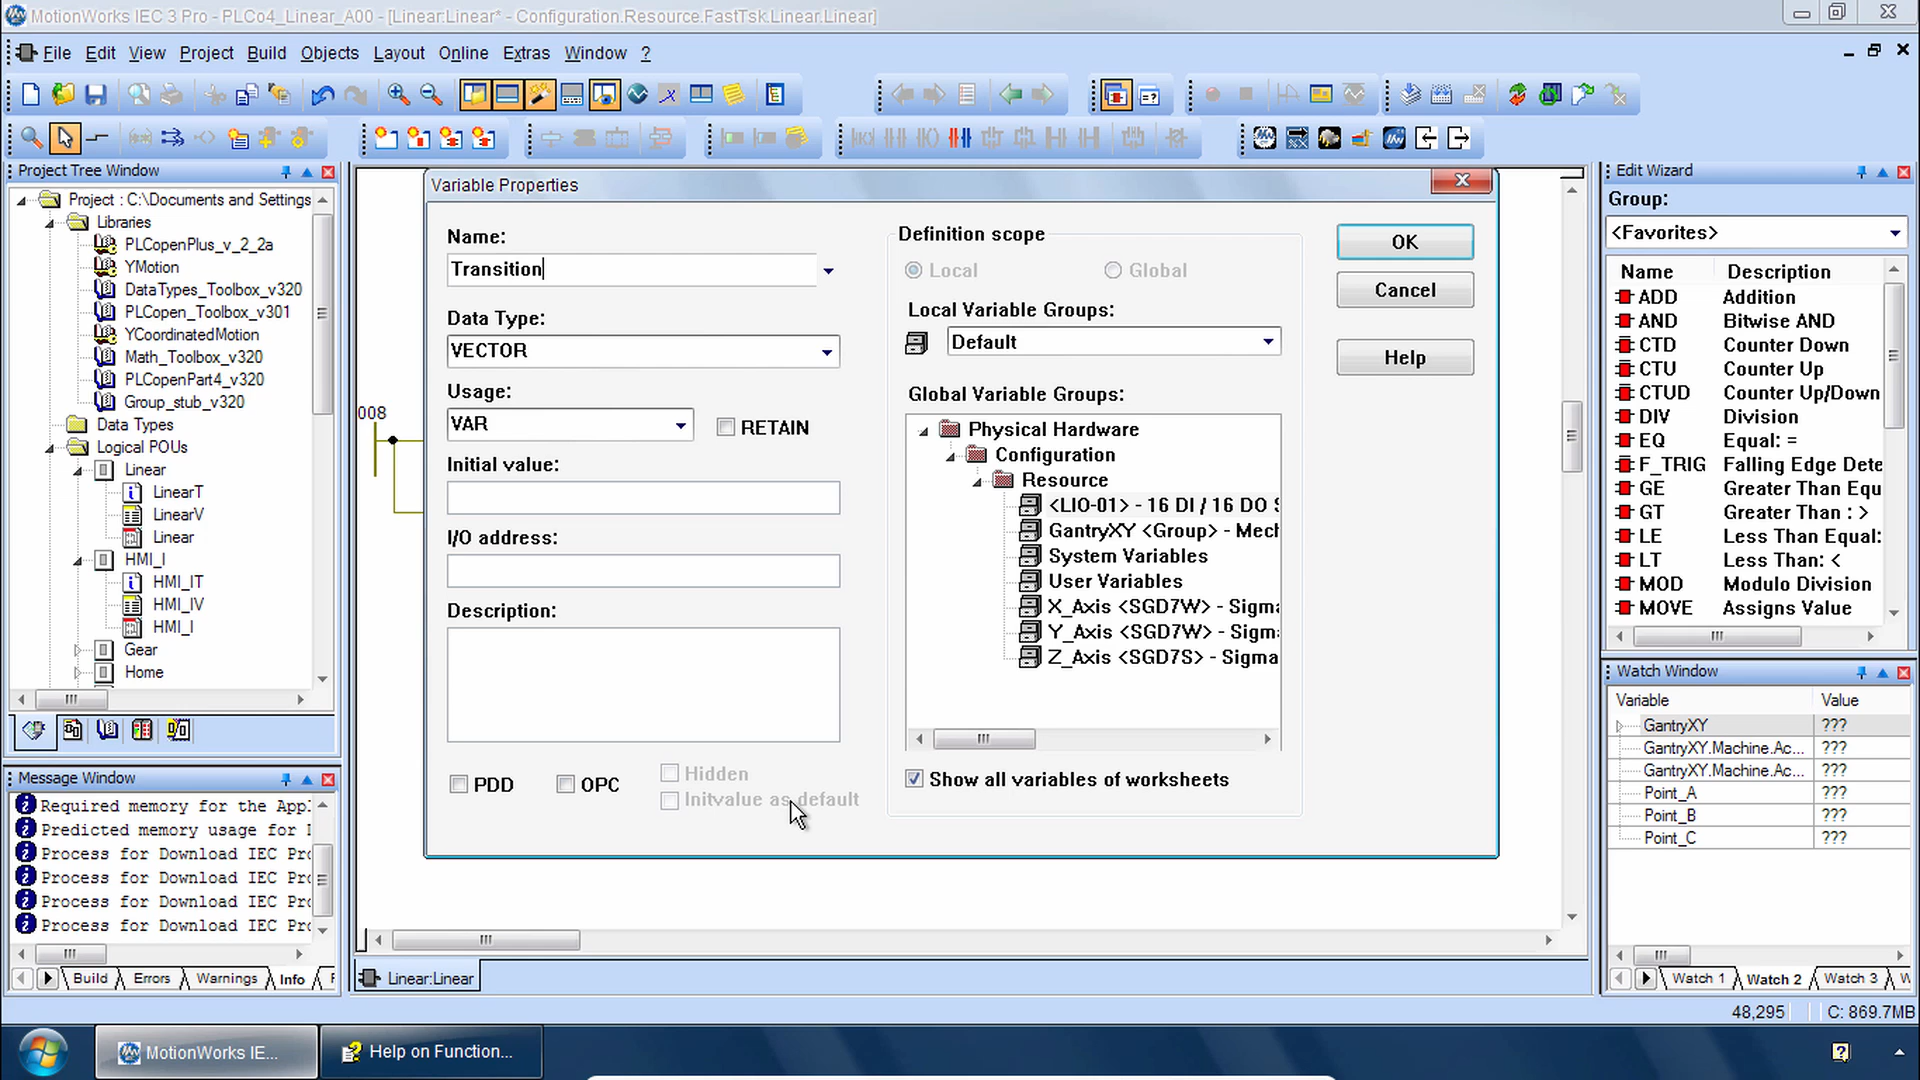 MotionWorks IEC 3 Pro - PLCo4_Linear_A00 - [Linear:Linear* - Configuration.Resource.FastTsk.Linear.Linear]
File Edit View Project Build Objects Layout Online Extras Window ?
Project Tree Window
Project : C:\Documents and Settings
Libraries
PLCopenPlus_v_2_2a
YMotion
DataTypes_Toolbox_v320
PLCopen_Toolbox_v301
YCoordinatedMotion
Math_Toolbox_v320
PLCopenPart4_v320
Group_stub_v320
Data Types
Logical POUs
Linear
LinearT
LinearV
Linear
HMI_I
HMI_IT
HMI_IV
HMI_I
Gear
Home
Message Window
Required memory for the App
Predicted memory usage for
Process for Download IEC Pr
Process for Download IEC Pr
Process for Download IEC Pr
Process for Download IEC Pr
Build Errors Warnings Info
008
Variable Properties
Name:
Transition
Data Type:
VECTOR
Usage:
VAR
RETAIN
Initial value:
I/O address:
Description:
PDD
OPC
Hidden
Initvalue as default
Definition scope
Local
Global
Local Variable Groups:
Default
Global Variable Groups:
Physical Hardware
Configuration
Resource
<LIO-01> - 16 DI / 16 DO
GantryXY <Group> - Mech
System Variables
User Variables
X_Axis <SGD7W> - Sigma
Y_Axis <SGD7W> - Sigm
Z_Axis <SGD7S> - Sigma
Show all variables of worksheets
OK
Cancel
Help
Linear:Linear
Edit Wizard
Group:
<Favorites>
Name Description
ADD Addition
AND Bitwise AND
CTD Counter Down
CTU Counter Up
CTUD Counter Up/Down
DIV Division
EQ Equal: =
F_TRIG Falling Edge Dete
GE Greater Than Equ
GT Greater Than : >
LE Less Than Equal:
LT Less Than: <
MOD Modulo Division
MOVE Assigns Value
Watch Window
Variable Value
GantryXY ???
GantryXY.Machine.Ac... ???
GantryXY.Machine.Ac... ???
Point_A ???
Point_B ???
Point_C ???
Watch 1 Watch 2 Watch 3
48,295 C: 869.7MB
MotionWorks IE...
Help on Function...